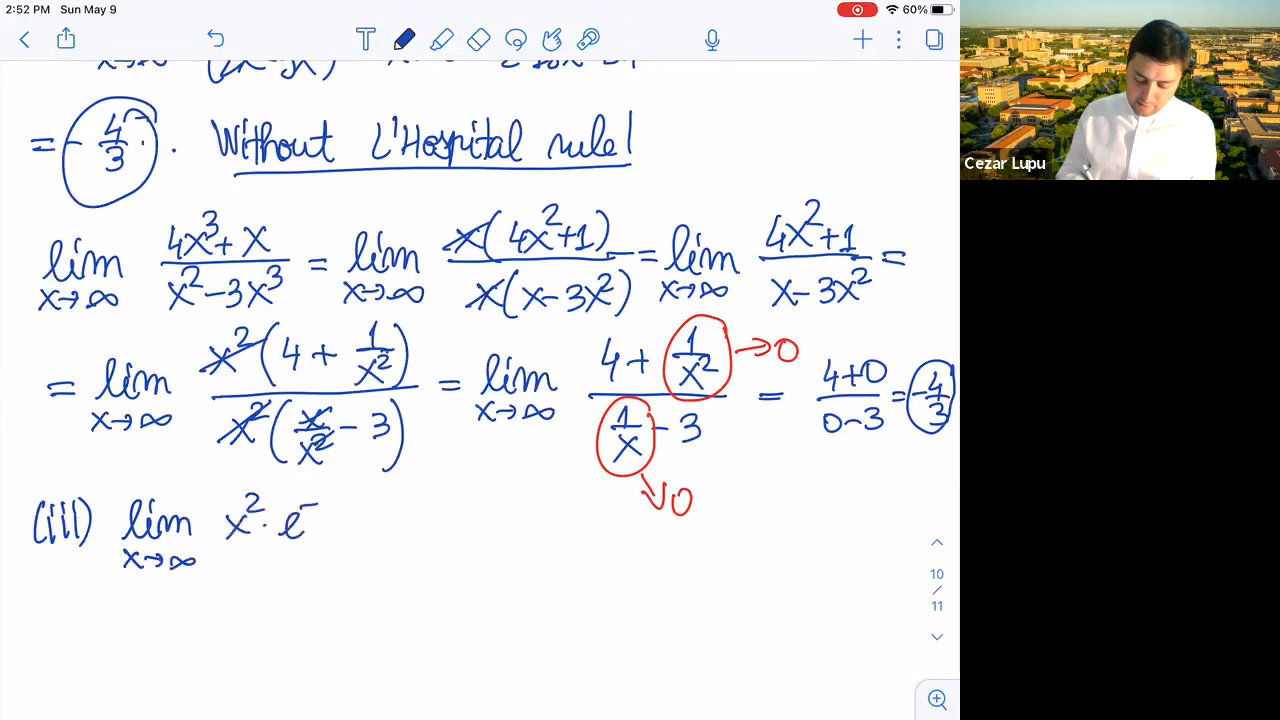 2:52 PM Sun May 9
60%
Cezar Lupu
= - 4/3 . Without L'Hospital rule!
lim x→∞ (4x³ + x)/(x² - 3x³) = lim x→∞ x(4x²+1)/x(x - 3x²) = lim x→∞ (4x²+1)/(x - 3x²) =
= lim x→∞ x²(4 + 1/x²)/x²(x/x² - 3) = lim x→∞ (4 + 1/x²)/(1/x - 3) = (4+0)/(0-3) = -4/3
→ 0
→ 0
(iii) lim x→∞ x² · e⁻
10
/
11